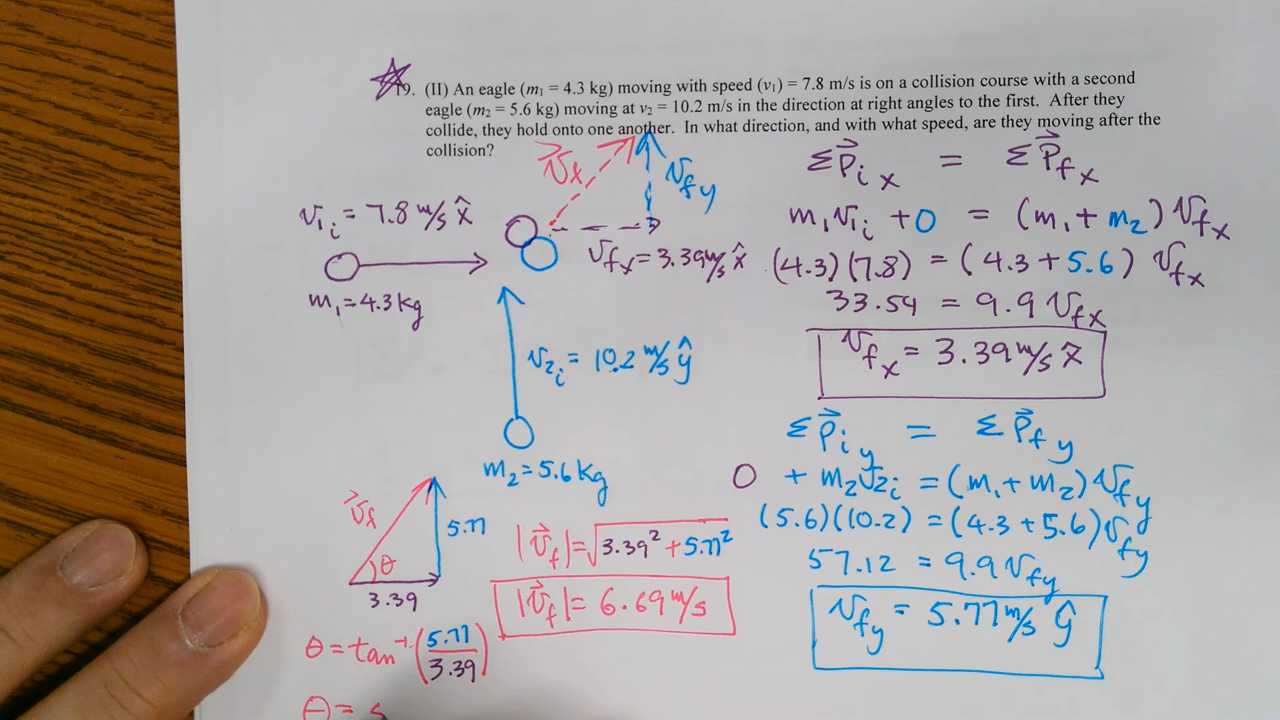 19. (II) An eagle (m₁ = 4.3 kg) moving with speed (v₁) = 7.8 m/s is on a collision course with a second
eagle (m₂ = 5.6 kg) moving at v₂ = 10.2 m/s in the direction at right angles to the first. After they
collide, they hold onto one another. In what direction, and with what speed, are they moving after the
collision?
v₁ᵢ = 7.8 m/s x̂
m₁=4.3kg
v⃗f
vfy
vfx=3.39m/s x̂
v₂ᵢ = 10.2 m/s ŷ
m₂=5.6kg
Σp⃗ix = Σp⃗fx
m₁v₁ᵢ + 0 = (m₁+m₂) vfx
(4.3)(7.8) = (4.3+5.6) vfx
33.54 = 9.9 vfx
vfx = 3.39 m/s x̂
Σp⃗iy = Σp⃗fy
0 + m₂v₂ᵢ = (m₁+m₂) vfy
(5.6)(10.2) = (4.3+5.6) vfy
57.12 = 9.9 vfy
vfy = 5.77 m/s ŷ
v⃗f
5.77
θ
3.39
|v⃗f| = √3.39² + 5.77²
|v⃗f| = 6.69 m/s
θ = tan⁻¹(5.77/3.39)
θ =